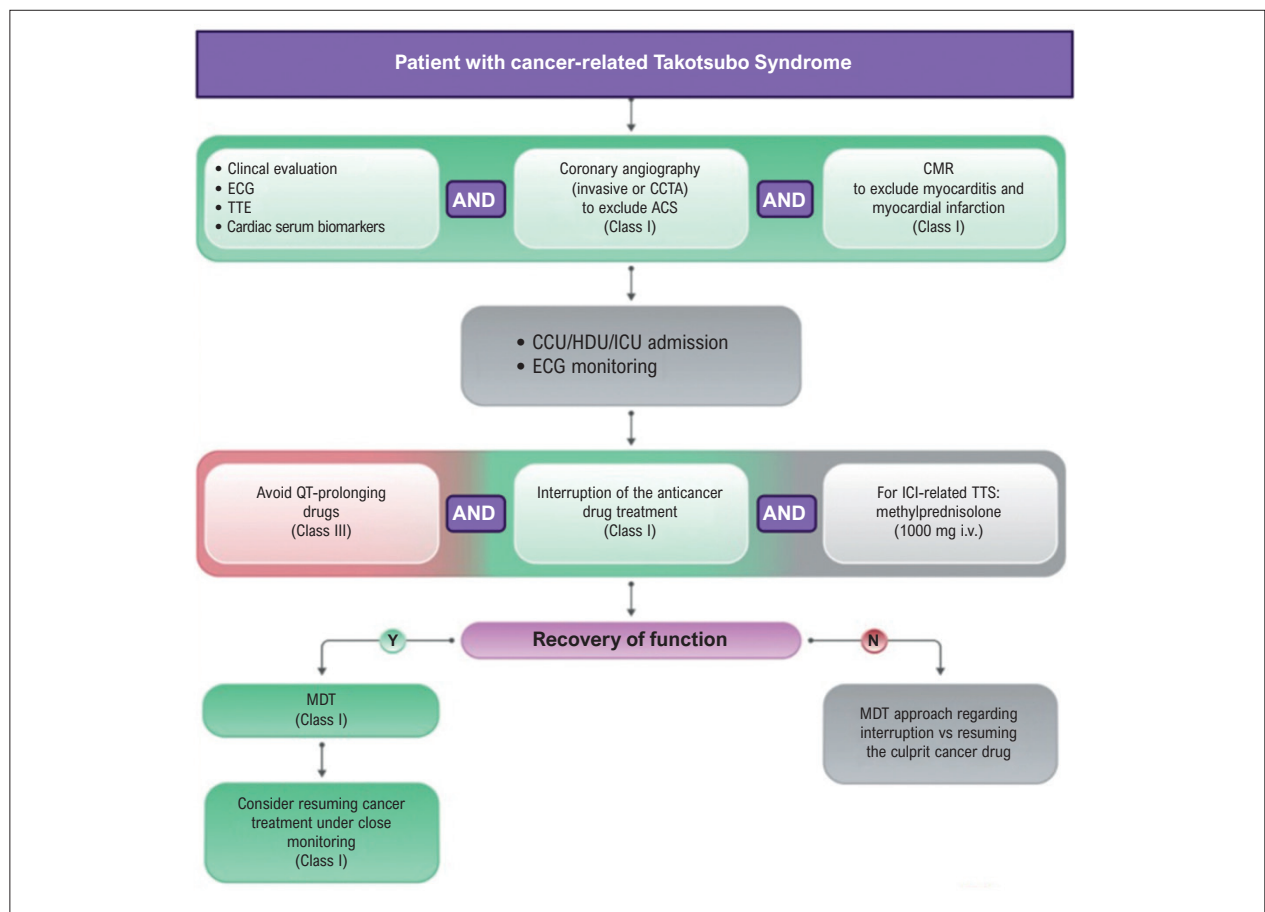 Patient with cancer-related Takotsubo Syndrome
• Clincal evaluation
• ECG
• TTE
• Cardiac serum biomarkers
AND
Coronary angiography
(invasive or CCTA)
to exclude ACS
(Class I)
AND
CMR
to exclude myocarditis and
myocardial infarction
(Class I)
• CCU/HDU/ICU admission
• ECG monitoring
Avoid QT-prolonging
drugs
(Class III)
AND
Interruption of the anticancer
drug treatment
(Class I)
AND
For ICI-related TTS:
methylprednisolone
(1000 mg i.v.)
Y
Recovery of function
N
MDT
(Class I)
MDT approach regarding
interruption vs resuming
the culprit cancer drug
Consider resuming cancer
treatment under close
monitoring
(Class I)